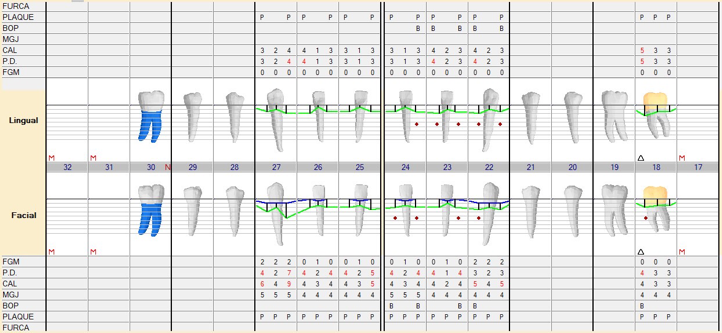 FURCA
PLAQUE P P P P P P P P P P P P P P P
BOP B B B B B
MGJ
CAL 3 2 4 4 1 3 3 1 3 3 1 3 4 2 3 4 2 3 5 3 3
P.D. 3 2 4 4 1 3 3 1 3 3 1 3 4 2 3 4 2 3 5 3 3
FGM 0 0 0 0 0 0 0 0 0 0 0 0 0 0 0 0 0 0 0 0 0
Lingual
M M M
32 31 30 N 29 28 27 26 25 24 23 22 21 20 19 18 17
Facial
M M M
FGM 2 2 2 0 1 0 0 1 0 0 1 0 0 1 0 2 2 2 0 0 0
P.D. 4 2 7 4 2 4 4 2 5 4 2 4 4 1 4 3 2 3 4 3 3
CAL 6 4 9 4 3 4 4 3 5 4 3 4 4 2 4 5 4 5 4 3 3
MGJ 5 5 5 4 4 4 4 4 4 5 5 5 4 4 4 4 4 4 4 4 4
BOP B B B B
PLAQUE P P P P P P P P P P P P P P P P P P P P P
FURCA